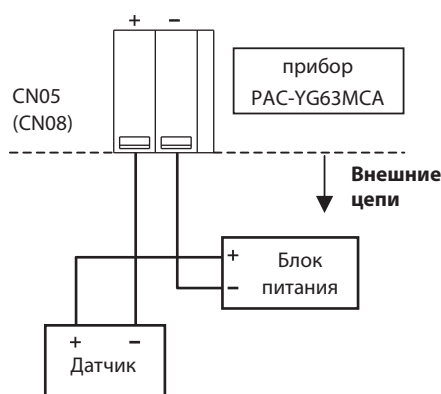 + −
прибор
PAC-YG63MCA
CN05
(CN08)
Внешние
цепи
+ Блок
− питания
+ −
Датчик